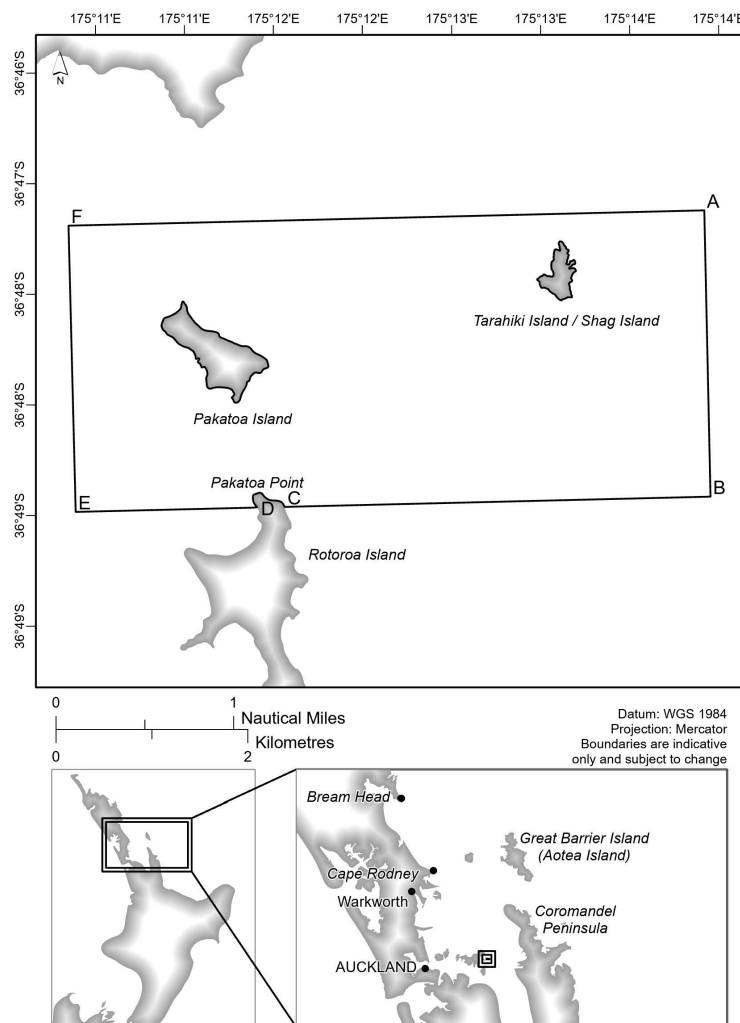 175°11'E 175°11'E 175°12'E 175°12'E 175°13'E 175°13'E 175°14'E 175°14'E
36°46'S
N
36°47'S
F
A
36°48'S
Tarahiki Island / Shag Island
36°48'S
Pakatoa Island
Pakatoa Point
E
D
C
B
36°49'S
Rotoroa Island
36°49'S
0 1
Nautical Miles
Kilometres
0 2
Datum: WGS 1984
Projection: Mercator
Boundaries are indicative
only and subject to change
Bream Head
Great Barrier Island
(Aotea Island)
Cape Rodney
Warkworth
Coromandel
Peninsula
AUCKLAND